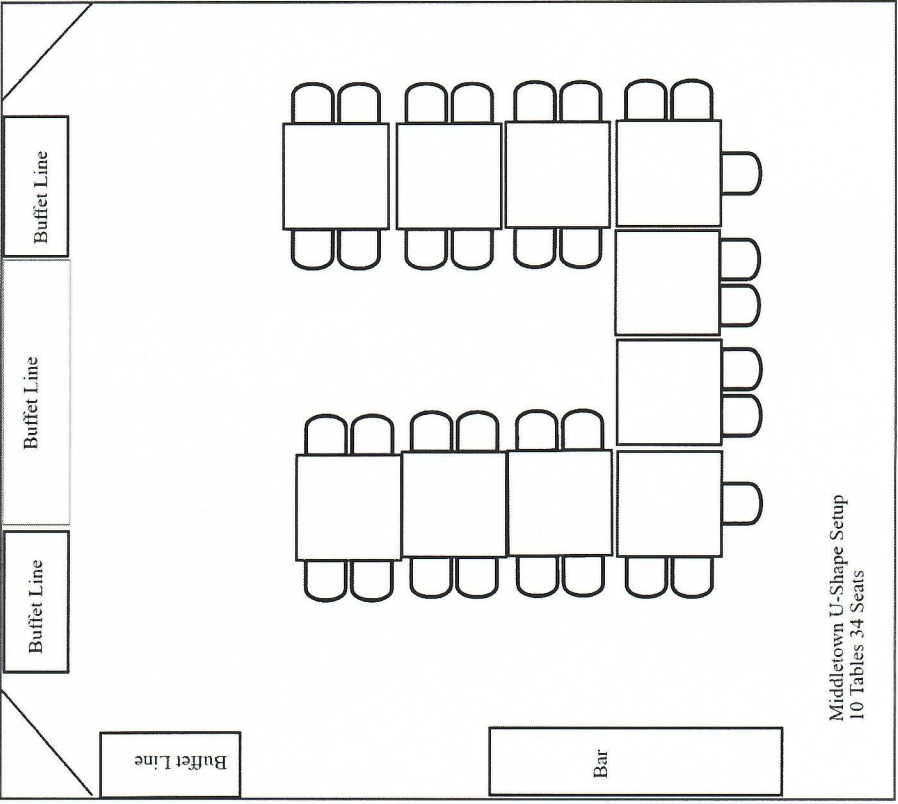 Buffet Line
Buffet Line
Buffet Line
Buffet Line
Bar
Middletown U-Shape Setup
10 Tables 34 Seats